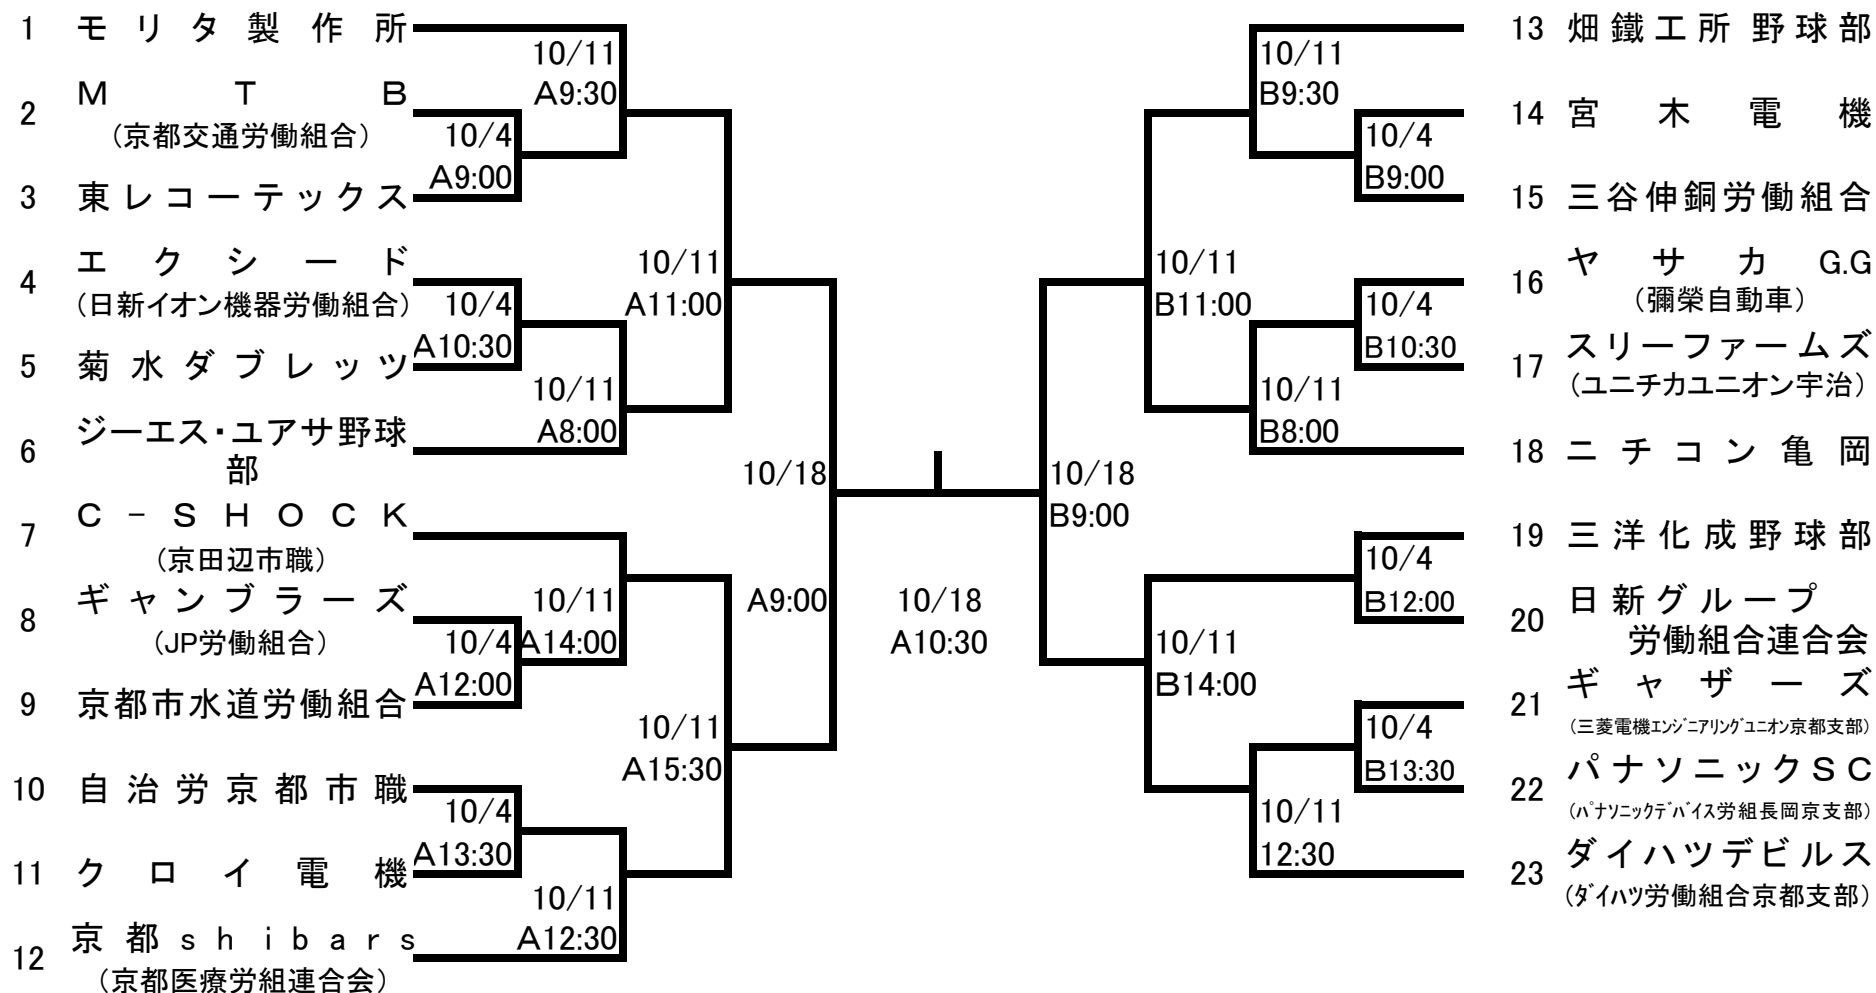 1 モリタ製作所
10/11
A9:30
2 MTB
(京都交通労働組合)
10/4
A9:00
3 東レコーテックス
4 エクシード
(日新イオン機器労働組合)
10/4
A10:30
10/11
A11:00
5 菊水ダブレッツ
10/11
A8:00
6 ジーエス・ユアサ野球
部
10/18
A9:00
7 C-SHOCK
(京田辺市職)
8 ギャンブラーズ
(JP労働組合)
10/11
A14:00
10/4
A12:00
9 京都市水道労働組合
10/11
A15:30
10 自治労京都市職
10/4
A13:30
11 クロイ電機
10/11
A12:30
12 京都shibars
(京都医療労組連合会)
10/18
A10:30
13 畑鐵工所 野球部
10/11
B9:30
14 宮木電機
10/4
B9:00
15 三谷伸銅労働組合
16 ヤサカG.G
(彌榮自動車)
10/11
B11:00
10/4
B10:30
17 スリーファームズ
(ユニチカユニオン宇治)
10/11
B8:00
18 ニチコン亀岡
10/18
B9:00
19 三洋化成野球部
10/4
B12:00
20 日新グループ
労働組合連合会
10/11
B14:00
21 ギャザーズ
(三菱電機ｴﾝｼﾞﾆｱﾘﾝｸﾞﾕﾆｵﾝ京都支部)
10/4
B13:30
22 パナソニックSC
(ﾊﾟﾅｿﾆｯｸﾃﾞﾊﾞｲｽ労組長岡京支部)
10/11
12:30
23 ダイハツデビルス
(ﾀﾞｲﾊﾂ労働組合京都支部)